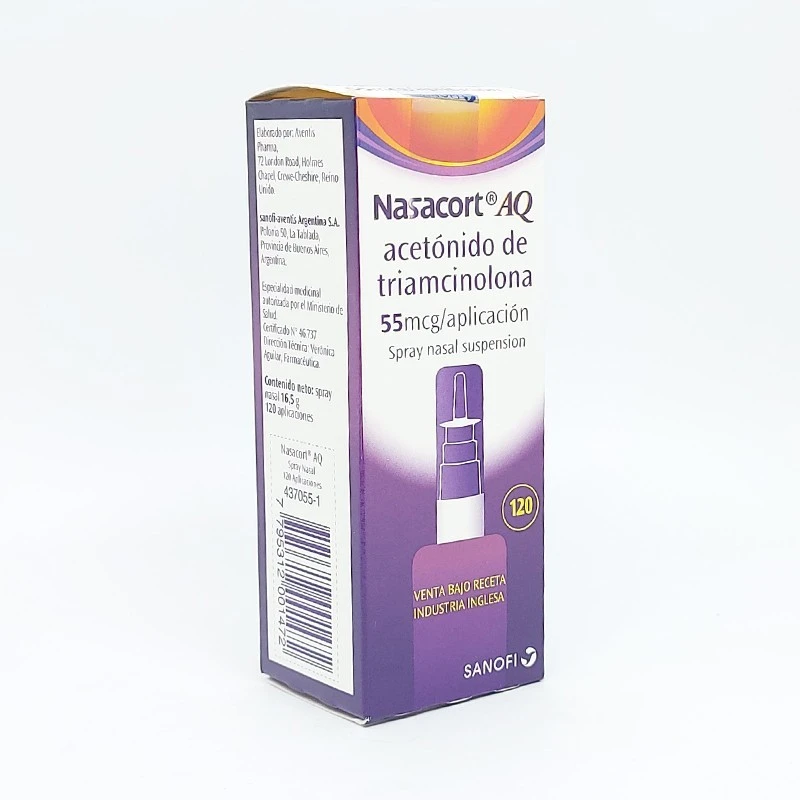 Elaborado por: Aventis
Pharma,
72 London Road, Holmes
Chapel, Crewe-Cheshire, Reino
Unido
sanofi-aventis Argentina S.A.
Polonia 50, La Tablada,
Provincia de Buenos Aires,
Argentina.
Especialidad medicinal
autorizada por el Ministerio de
Salud.
Certificado N° 46.737
Dirección Técnica: Verónica
Aguilar, Farmacéutica.
Contenido neto: spray
nasal 16,5 g
120 aplicaciones
Nasacort® AQ
Spray Nasal
120 Aplicaciones
437055-1
7 795312 001472
Nasacort® AQ
acetónido de
triamcinolona
55mcg/aplicación
Spray nasal suspension
120
VENTA BAJO RECETA
INDUSTRIA INGLESA
SANOFI